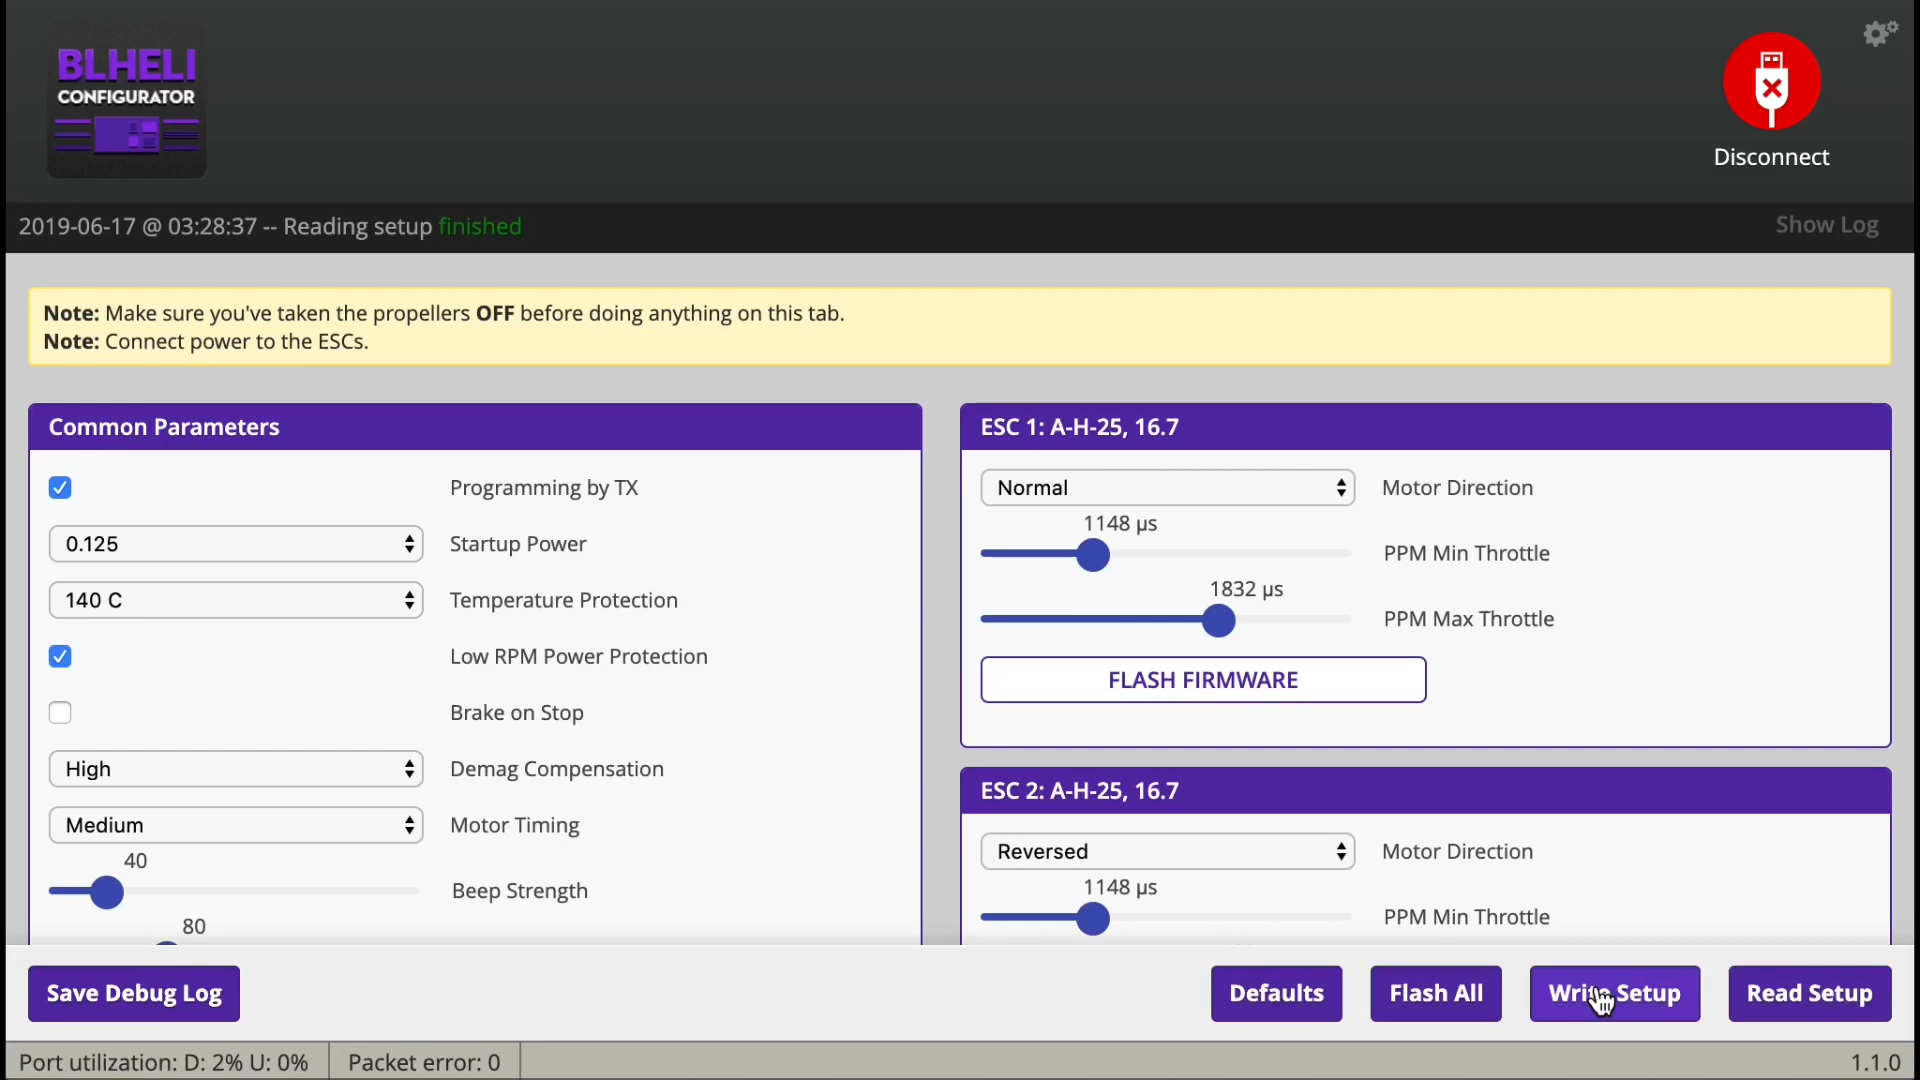 BLHELI
CONFIGURATOR
Disconnect
2019-06-17 @ 03:28:37 -- Reading setup finished
Show Log
Note: Make sure you've taken the propellers OFF before doing anything on this tab.
Note: Connect power to the ESCs.
Common Parameters
Programming by TX
0.125 Startup Power
140 C Temperature Protection
Low RPM Power Protection
Brake on Stop
High Demag Compensation
Medium Motor Timing
40
Beep Strength
80
ESC 1: A-H-25, 16.7
Normal Motor Direction
1148 µs
PPM Min Throttle
1832 µs
PPM Max Throttle
FLASH FIRMWARE
ESC 2: A-H-25, 16.7
Reversed Motor Direction
1148 µs
PPM Min Throttle
Save Debug Log
Defaults
Flash All
Write Setup
Read Setup
Port utilization: D: 2% U: 0%
Packet error: 0
1.1.0